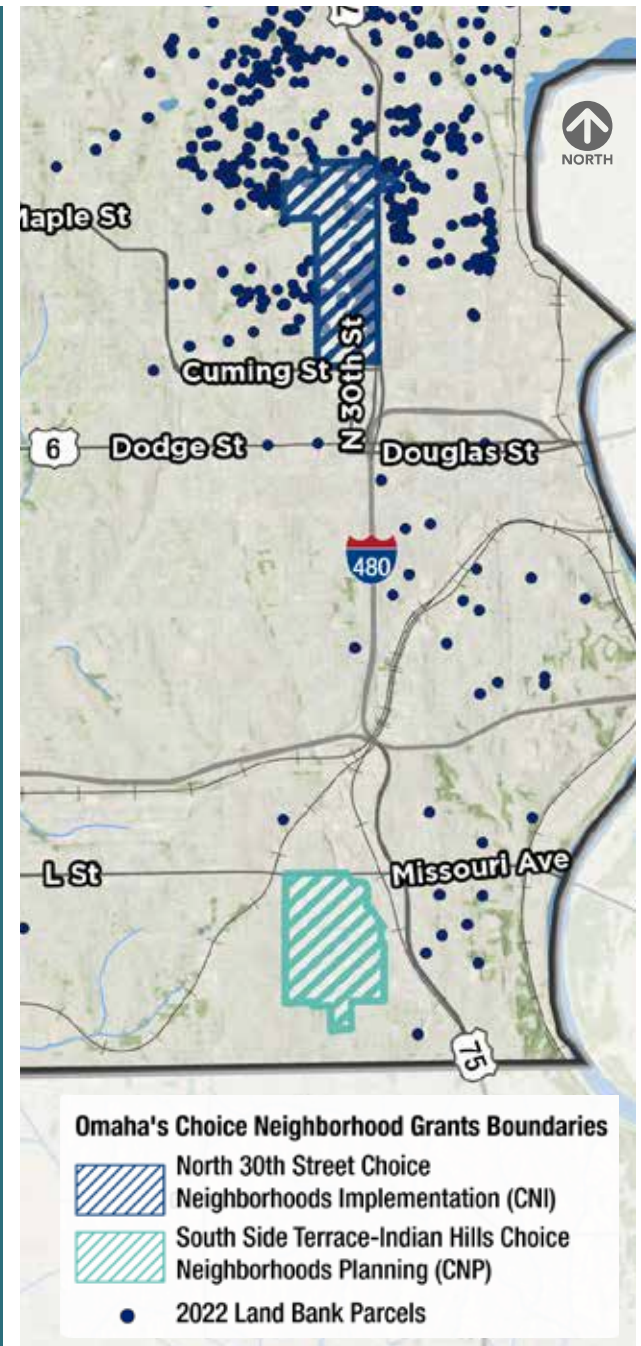 7
NORTH
Maple St
N 30th St
Cuming St
6
Dodge St
Douglas St
480
L St
Missouri Ave
75
Omaha's Choice Neighborhood Grants Boundaries
North 30th Street Choice
Neighborhoods Implementation (CNI)
South Side Terrace-Indian Hills Choice
Neighborhoods Planning (CNP)
2022 Land Bank Parcels